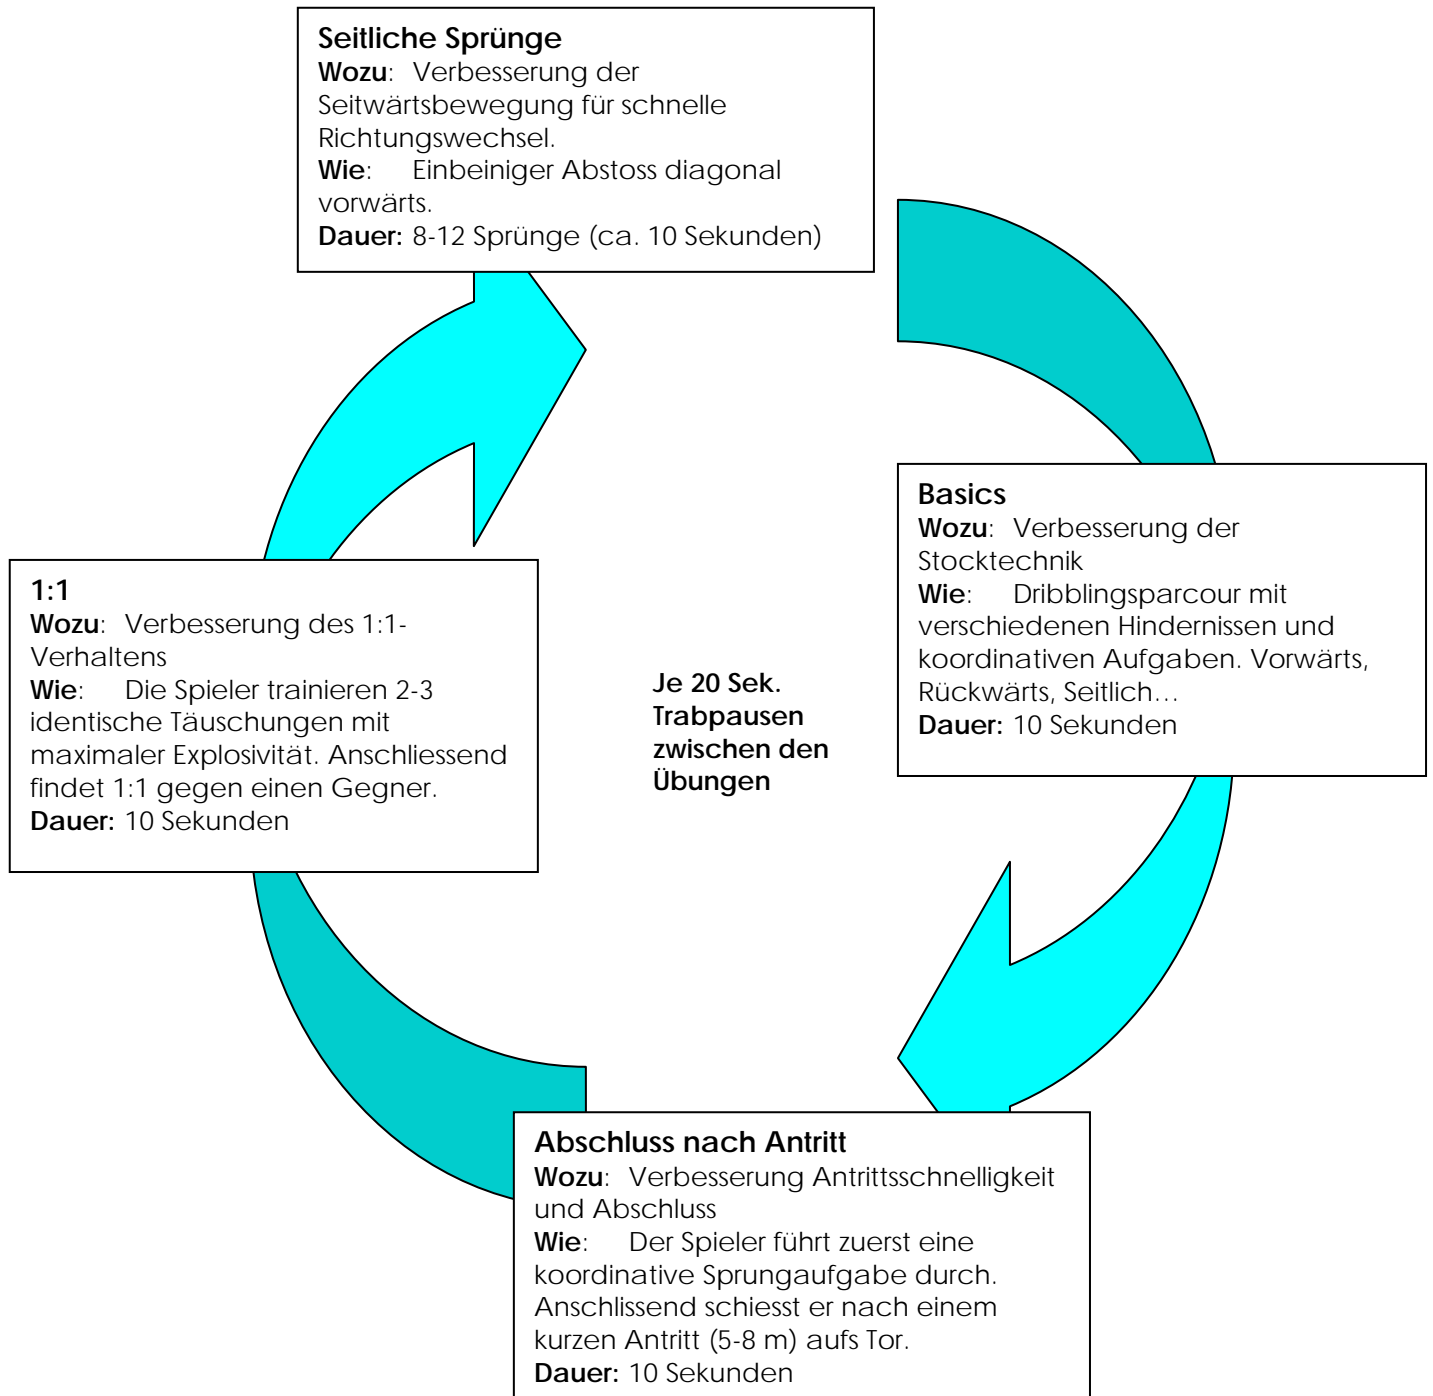 Seitliche Sprünge
Wozu: Verbesserung der
Seitwärtsbewegung für schnelle
Richtungswechsel.
Wie: Einbeiniger Abstoss diagonal
vorwärts.
Dauer: 8-12 Sprünge (ca. 10 Sekunden)
Basics
Wozu: Verbesserung der
Stocktechnik
Wie: Dribblingsparcour mit
verschiedenen Hindernissen und
koordinativen Aufgaben. Vorwärts,
Rückwärts, Seitlich…
Dauer: 10 Sekunden
1:1
Wozu: Verbesserung des 1:1-
Verhaltens
Wie: Die Spieler trainieren 2-3
identische Täuschungen mit
maximaler Explosivität. Anschliessend
findet 1:1 gegen einen Gegner.
Dauer: 10 Sekunden
Je 20 Sek.
Trabpausen
zwischen den
Übungen
Abschluss nach Antritt
Wozu: Verbesserung Antrittsschnelligkeit
und Abschluss
Wie: Der Spieler führt zuerst eine
koordinative Sprungaufgabe durch.
Anschlissend schiesst er nach einem
kurzen Antritt (5-8 m) aufs Tor.
Dauer: 10 Sekunden